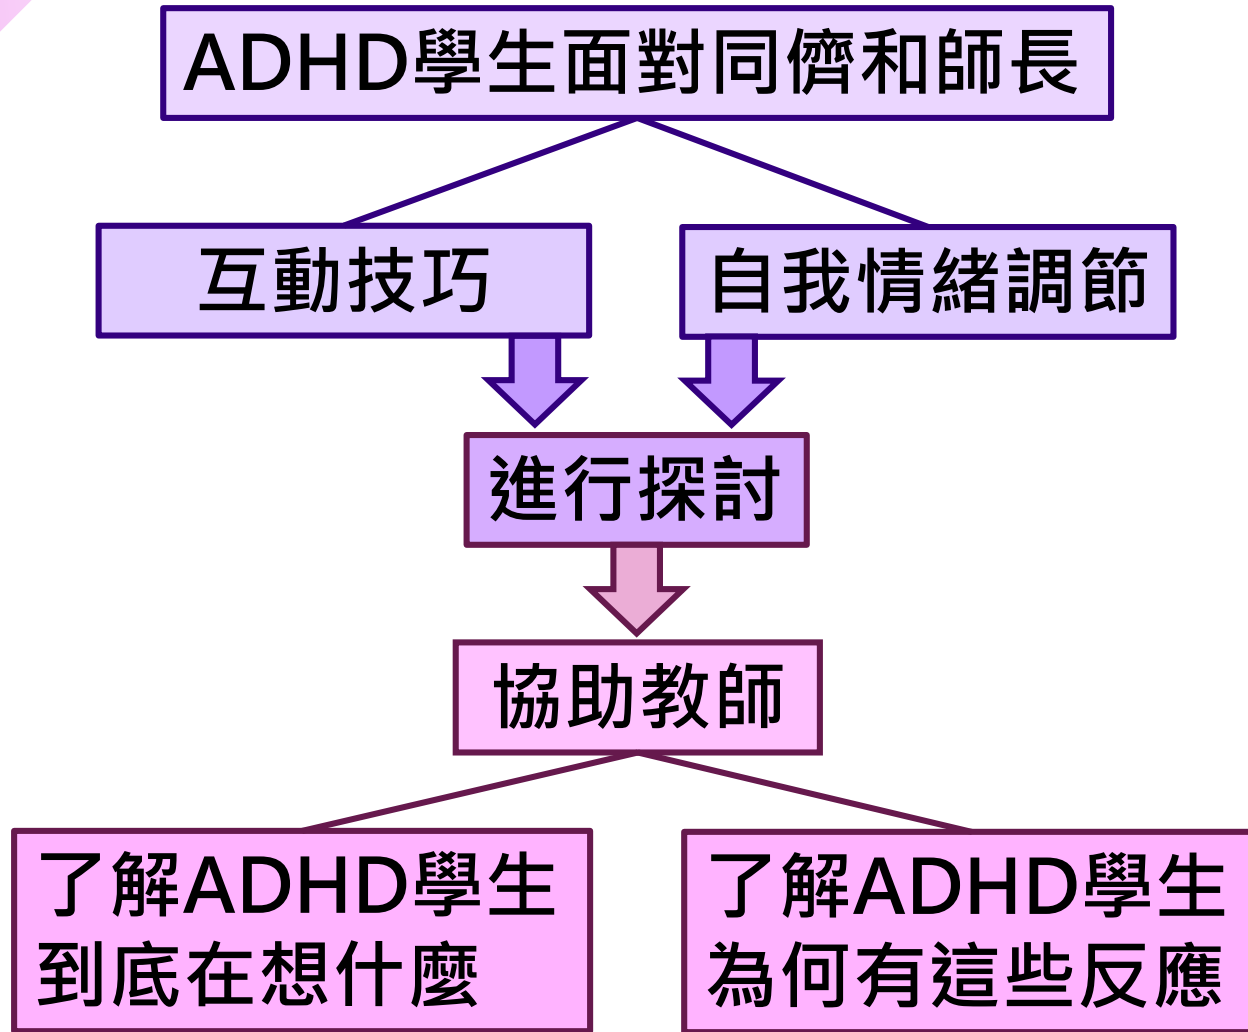 ADHD學生面對同儕和師長
互動技巧
自我情緒調節
進行探討
協助教師
了解ADHD學生
到底在想什麼
了解ADHD學生
為何有這些反應